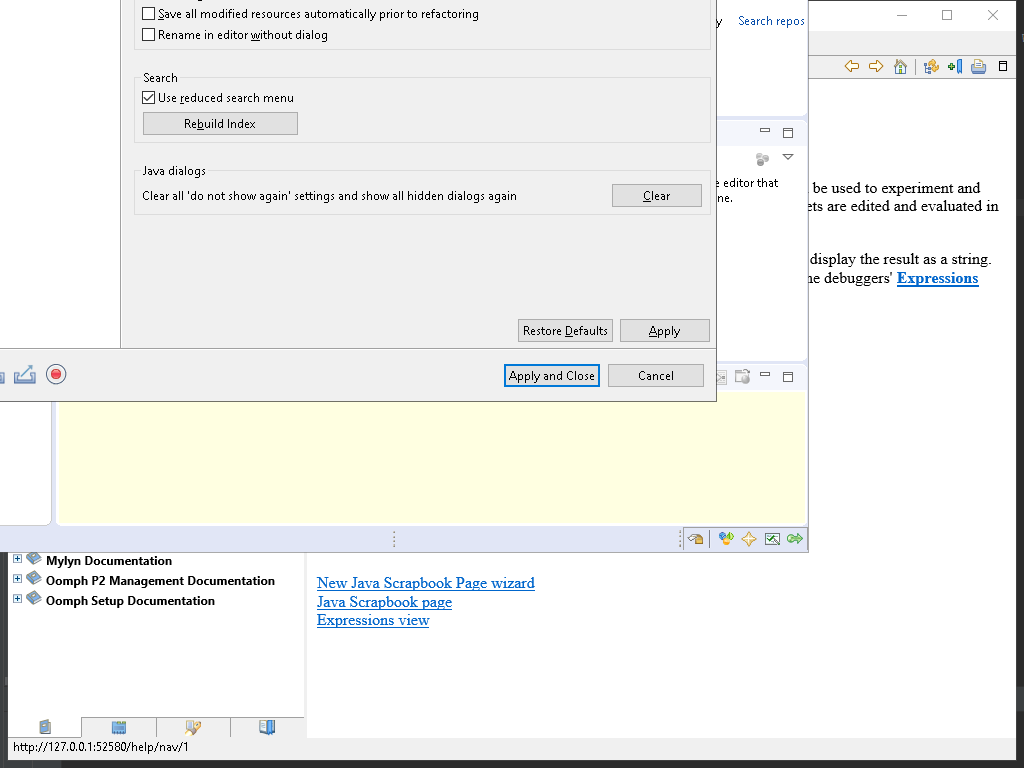 Save all modified resources automatically prior to refactoring
Rename in editor without dialog
Search
Use reduced search menu
Rebuild Index
Java dialogs
Clear all 'do not show again' settings and show all hidden dialogs again
Clear
Restore Defaults
Apply
Apply and Close
Cancel
y Search repos
e editor that
ne.
be used to experiment and
ets are edited and evaluated in
display the result as a string.
he debuggers' Expressions
Mylyn Documentation
Oomph P2 Management Documentation
Oomph Setup Documentation
New Java Scrapbook Page wizard
Java Scrapbook page
Expressions view
http://127.0.0.1:52580/help/nav/1